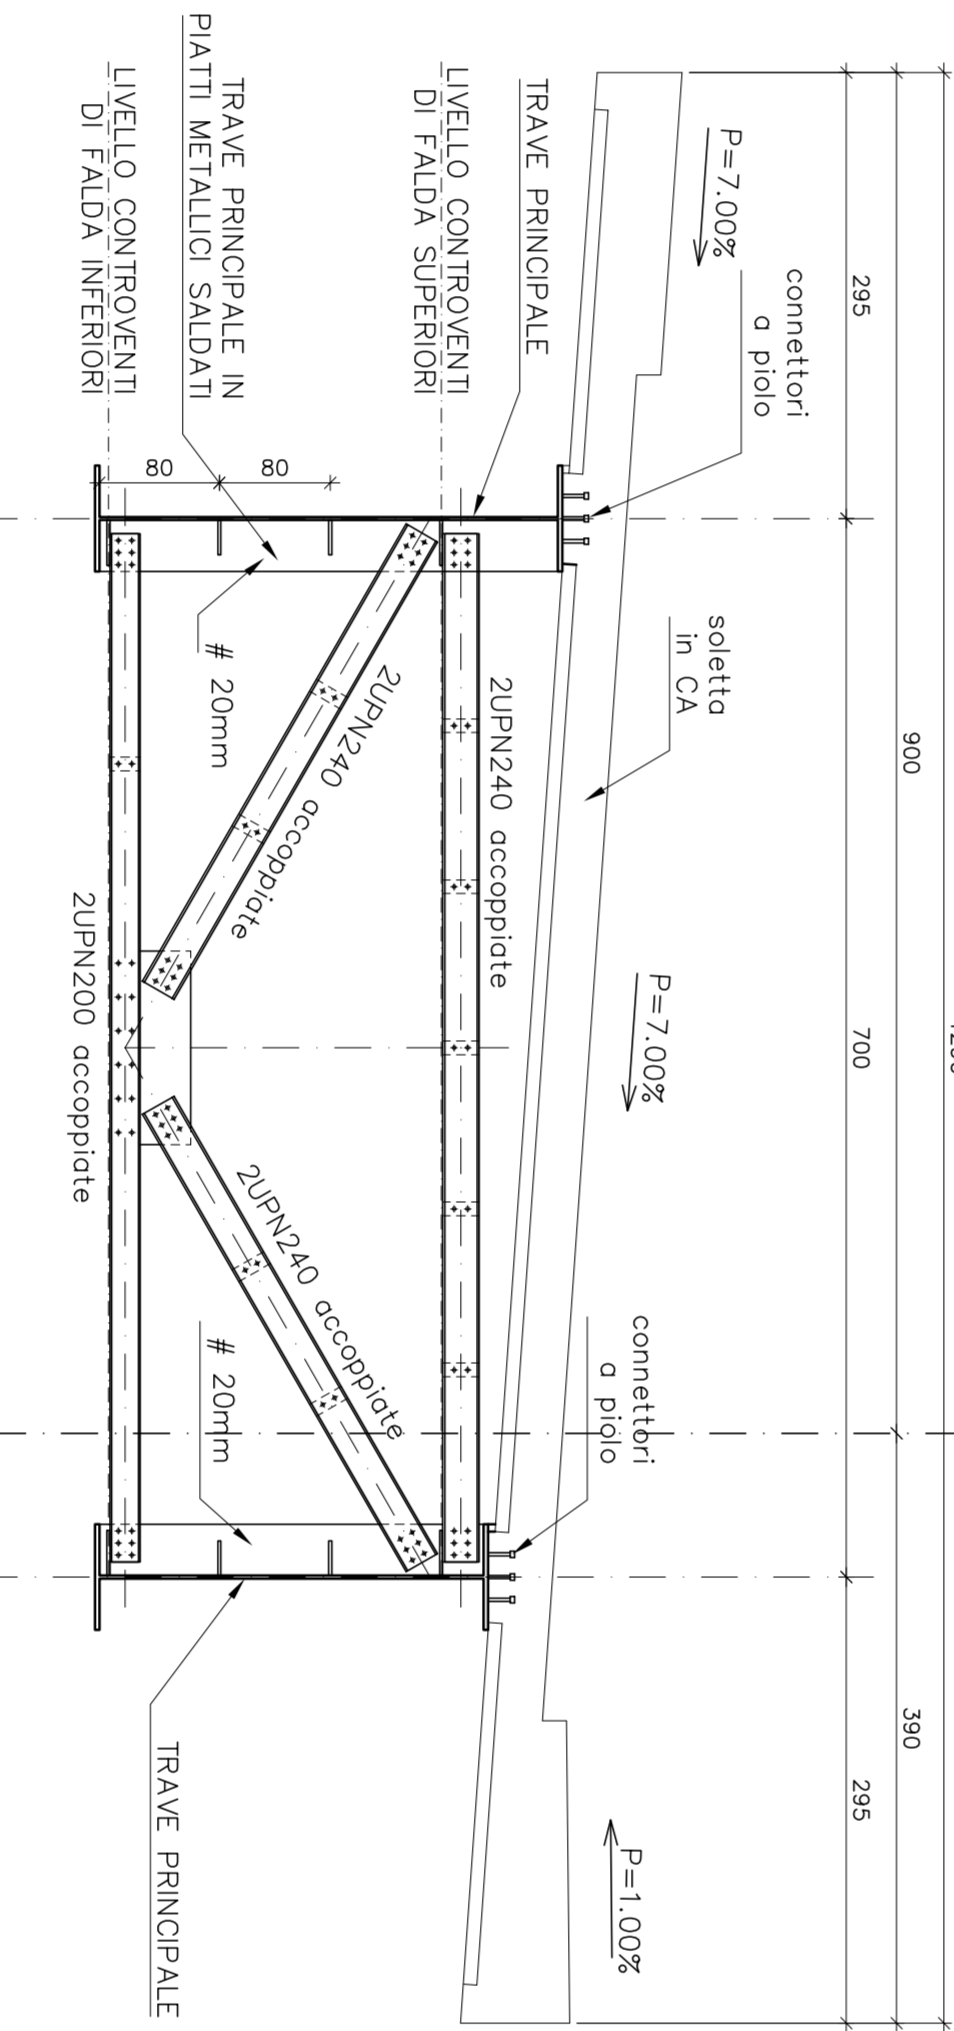 295
700
295
900
390
P=7.00%
P=7.00%
P=1.00%
connettori
a piolo
soletta
in CA
connettori
a piolo
TRAVE PRINCIPALE
LIVELLO CONTROVENTI
DI FALDA SUPERIORI
2UPN240 accoppiate
2UPN240 accoppiate
2UPN240 accoppiate
80
80
# 20mm
# 20mm
TRAVE PRINCIPALE IN
PIATTI METALLICI SALDATI
TRAVE PRINCIPALE
LIVELLO CONTROVENTI
DI FALDA INFERIORI
2UPN200 accoppiate